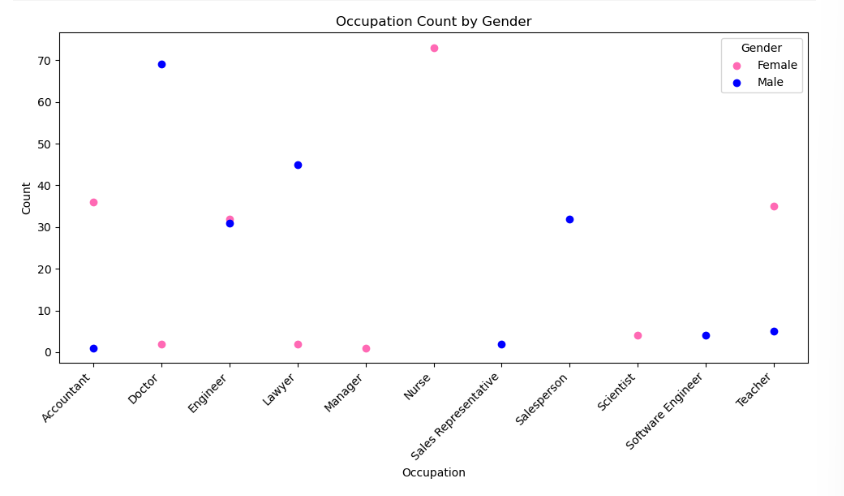 Occupation Count by Gender
Gender
Female
Male
Count
70
60
50
40
30
20
10
0
Accountant
Doctor
Engineer
Lawyer
Manager
Nurse
Sales Representative
Salesperson
Scientist
Software Engineer
Teacher
Occupation